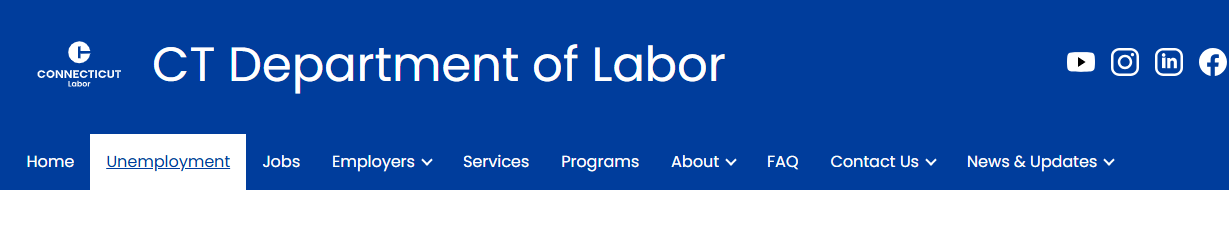 CONNECTICUT
Labor
CT Department of Labor
Home Unemployment Jobs Employers Services Programs About FAQ Contact Us News & Updates